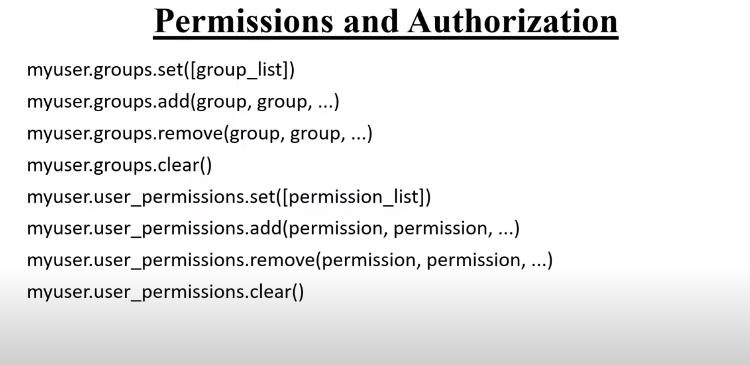 Permissions and Authorization
myuser.groups.set([group_list])
myuser.groups.add(group, group, ...)
myuser.groups.remove(group, group, ...)
myuser.groups.clear()
myuser.user_permissions.set([permission_list])
myuser.user_permissions.add(permission, permission, ...)
myuser.user_permissions.remove(permission, permission, ...)
myuser.user_permissions.clear()